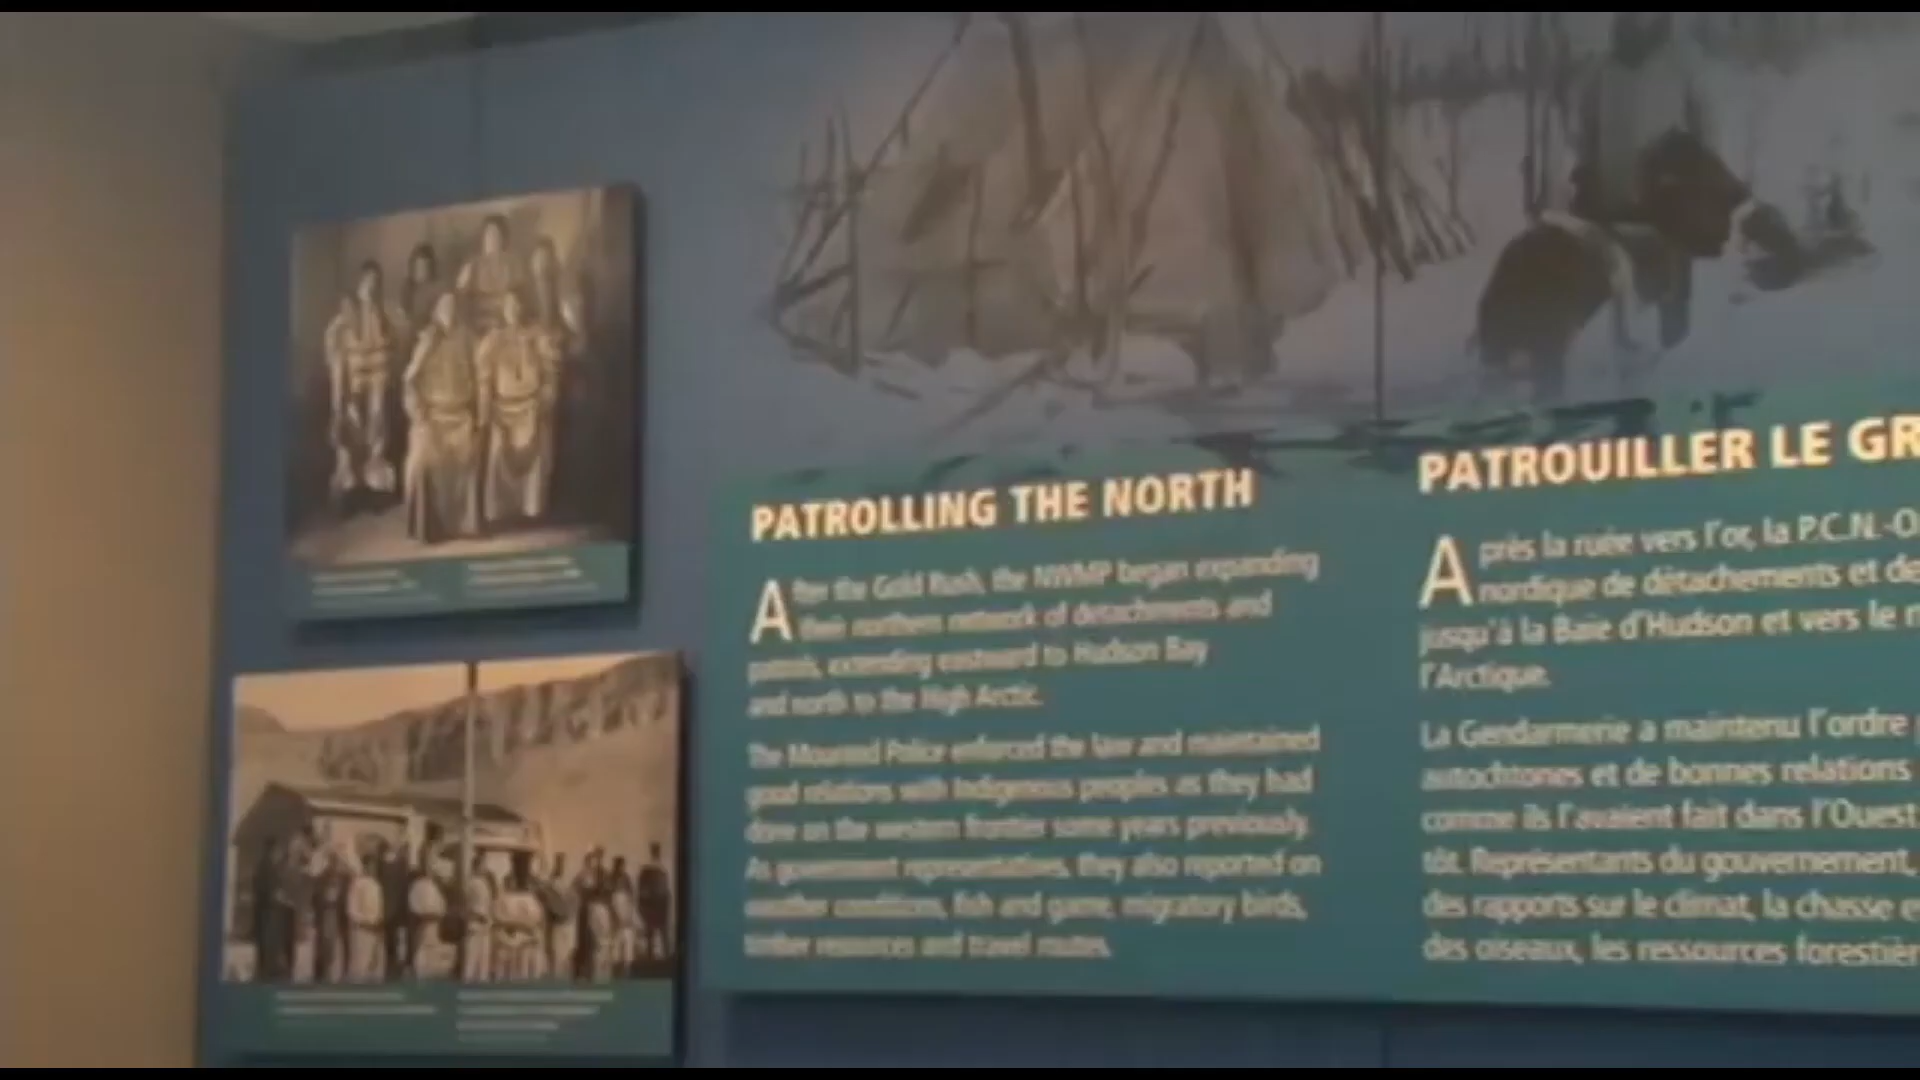 PATROLLING THE NORTH
After the Gold Rush, the NWMP began expanding
their northern network of detachments and
patrols, extending eastward to Hudson Bay
and north to the High Arctic.
The Mounted Police enforced the law and maintained
good relations with Indigenous peoples as they had
done on the western frontier some years previously.
As government representatives, they also reported on
weather conditions, fish and game, migratory birds,
timber resources and travel routes.
PATROUILLER LE GR
Après la ruée vers l'or, la P.C.N.-O
nordique de détachements et de
jusqu'à la Baie d'Hudson et vers le n
l'Arctique.
La Gendarmerie a maintenu l'ordre
autochtones et de bonnes relations
comme ils l'avaient fait dans l'Ouest
tôt. Représentants du gouvernement,
des rapports sur le climat, la chasse e
des oiseaux, les ressources forestièr